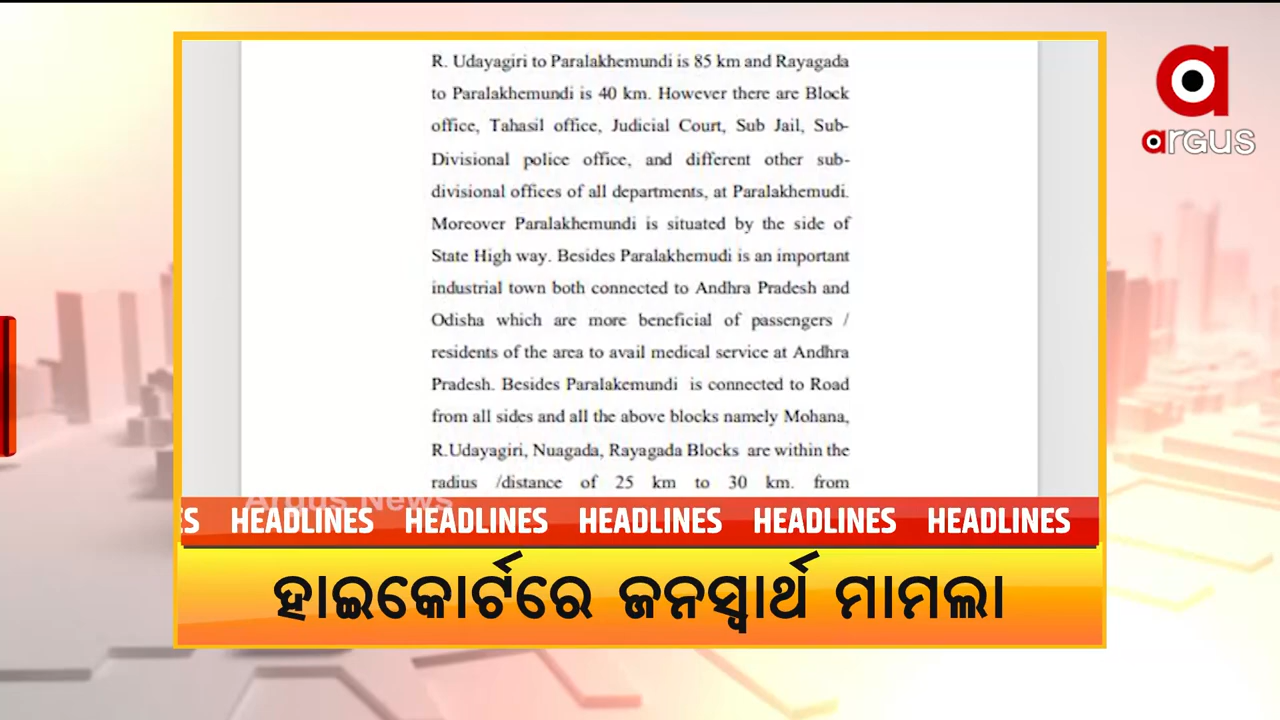 R. Udayagiri to Paralakhemundi is 85 km and Rayagada
to Paralakhemundi is 40 km. However there are Block
office, Tahasil office, Judicial Court, Sub Jail, Sub-
Divisional police office, and different other sub-
divisional offices of all departments, at Paralakhemudi.
Moreover Paralakhemundi is situated by the side of
State High way. Besides Paralakhemudi is an important
industrial town both connected to Andhra Pradesh and
Odisha which are more beneficial of passengers /
residents of the area to avail medical service at Andhra
Pradesh. Besides Paralakemundi is connected to Road
from all sides and all the above blocks namely Mohana,
R.Udayagiri, Nuagada, Rayagada Blocks are within the
radius /distance of 25 km to 30 km. from
argus
Argus News
ES HEADLINES HEADLINES HEADLINES HEADLINES HEADLINES
ହାଇକୋର୍ଟରେ ଜନସ୍ୱାର୍ଥ ମାମଲା